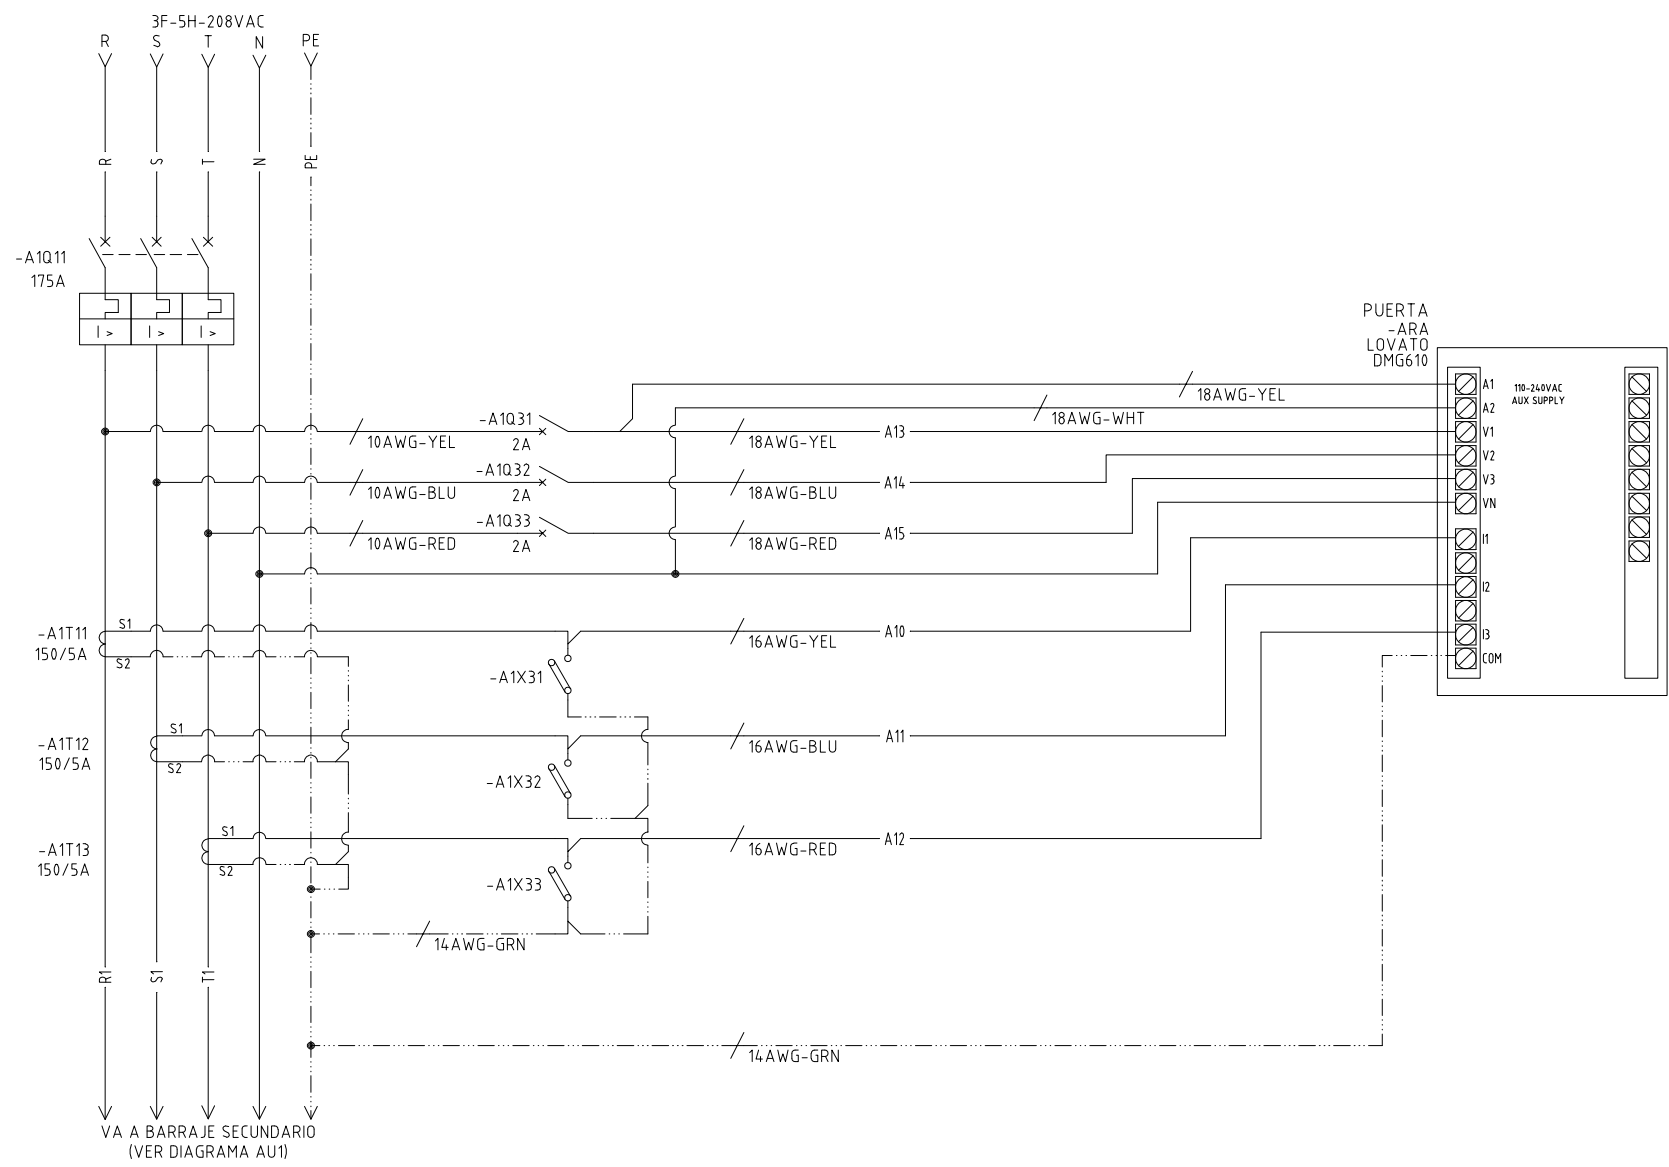 3F-5H-208VAC
R S T N PE
R S T N PE
-A1Q11
175A
I > I > I >
PUERTA
-ARA
LOVATO
DMG610
A1
110-240VAC
AUX SUPPLY
A2
V1
V2
V3
VN
I1
I2
I3
COM
18AWG-YEL
18AWG-WHT
10AWG-YEL
-A1Q31
2A
18AWG-YEL
A13
10AWG-BLU
-A1Q32
2A
18AWG-BLU
A14
10AWG-RED
-A1Q33
2A
18AWG-RED
A15
-A1T11
150/5A
S1
S2
-A1X31
16AWG-YEL
A10
-A1T12
150/5A
S1
S2
-A1X32
16AWG-BLU
A11
-A1T13
150/5A
S1
S2
-A1X33
16AWG-RED
A12
14AWG-GRN
R1 S1 T1
14AWG-GRN
VA A BARRAJE SECUNDARIO
(VER DIAGRAMA AU1)